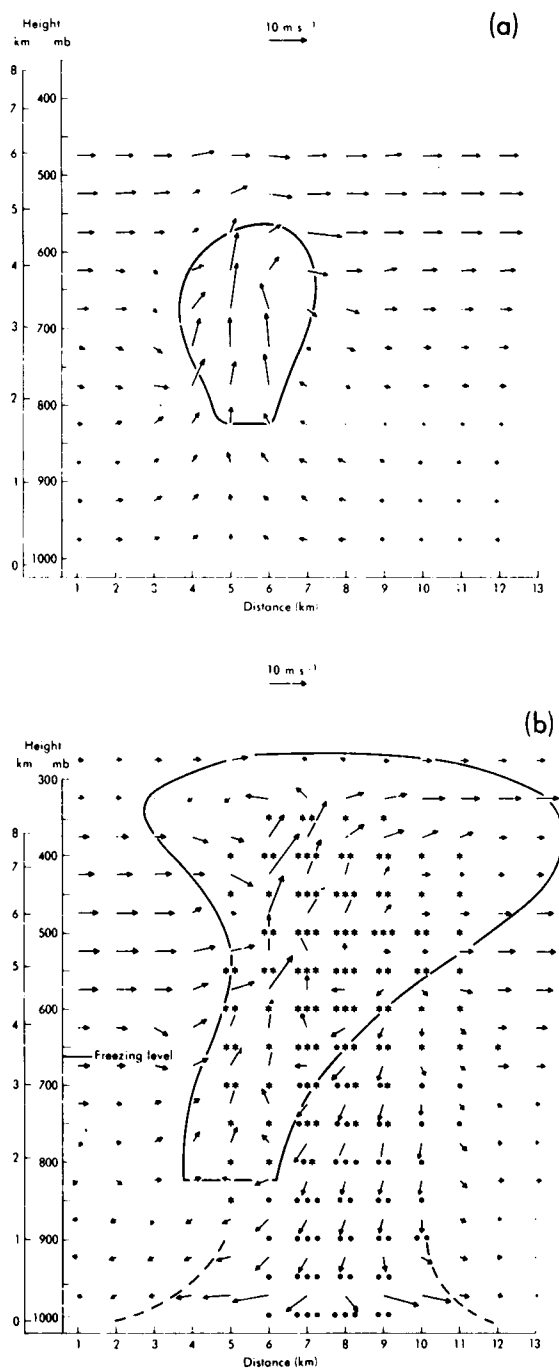 Height 10 m s⁻¹ (a)
km mb
8
400
7
6
500
5
600
4
3 700
2 800
1 900
0 1000
1 2 3 4 5 6 7 8 9 10 11 12 13
Distance (km)
10 m s⁻¹
(b)
Height
km mb
300
8
7 400
6 500
5
600
4
Freezing level
3 700
2 800
1 900
0 1000
1 2 3 4 5 6 7 8 9 10 11 12 13
Distance (km)